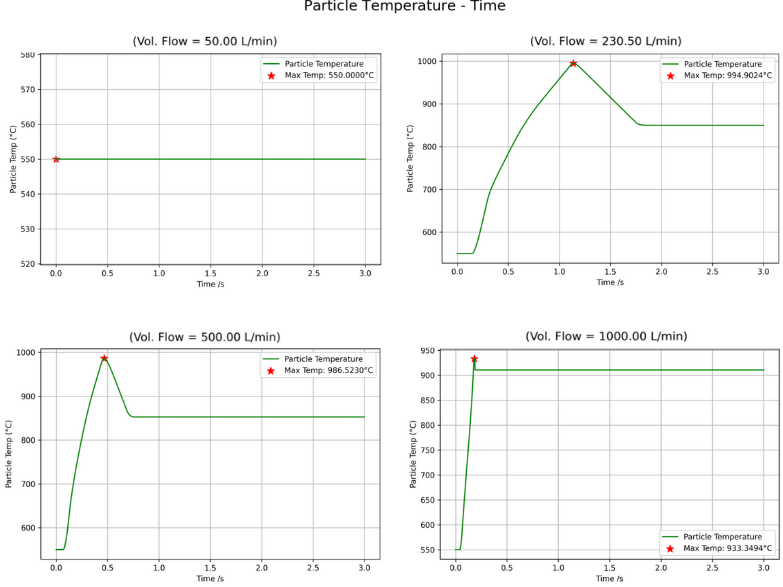 Particle Temperature - Time
(Vol. Flow = 50.00 L/min)
580
570
560
550
540
530
520
Particle Temp (°C)
0.0 0.5 1.0 1.5 2.0 2.5 3.0
Time /s
Particle Temperature
Max Temp: 550.0000°C
(Vol. Flow = 230.50 L/min)
1000
900
800
700
600
Particle Temp (°C)
0.0 0.5 1.0 1.5 2.0 2.5 3.0
Time /s
Particle Temperature
Max Temp: 994.9024°C
(Vol. Flow = 500.00 L/min)
1000
900
800
700
600
Particle Temp (°C)
0.0 0.5 1.0 1.5 2.0 2.5 3.0
Time /s
Particle Temperature
Max Temp: 986.5230°C
(Vol. Flow = 1000.00 L/min)
950
900
850
800
750
700
650
600
550
Particle Temp (°C)
0.0 0.5 1.0 1.5 2.0 2.5 3.0
Time /s
Particle Temperature
Max Temp: 933.3494°C